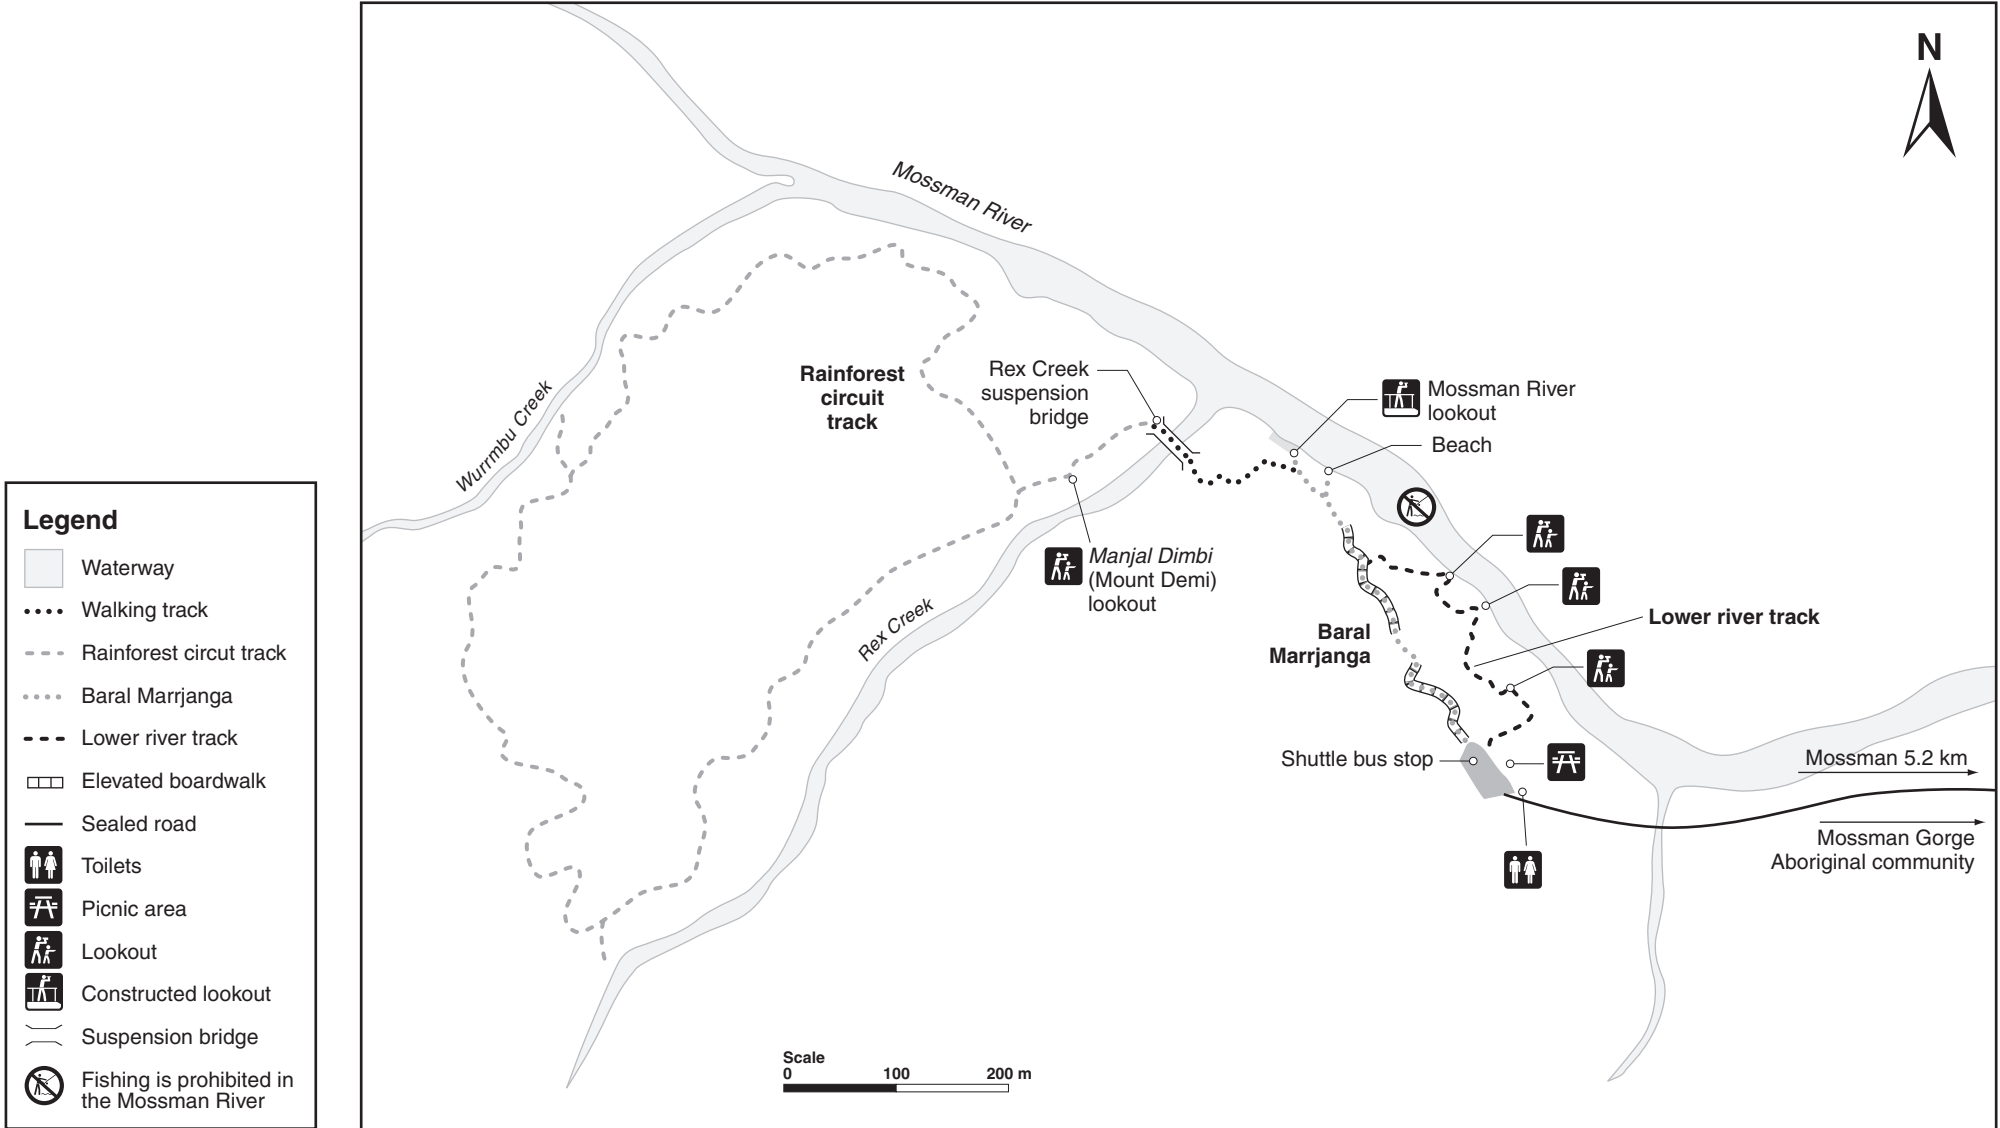 N
Mossman River
Wurrmbu Creek
Rainforest
circuit
track
Rex Creek
suspension
bridge
Mossman River
lookout
Beach
Manjal Dimbi
(Mount Demi)
lookout
Rex Creek
Baral
Marrjanga
Lower river track
Shuttle bus stop
Mossman 5.2 km
Mossman Gorge
Aboriginal community
Legend
Waterway
Walking track
Rainforest circut track
Baral Marrjanga
Lower river track
Elevated boardwalk
Sealed road
Toilets
Picnic area
Lookout
Constructed lookout
Suspension bridge
Fishing is prohibited in
the Mossman River
Scale
0 100 200 m